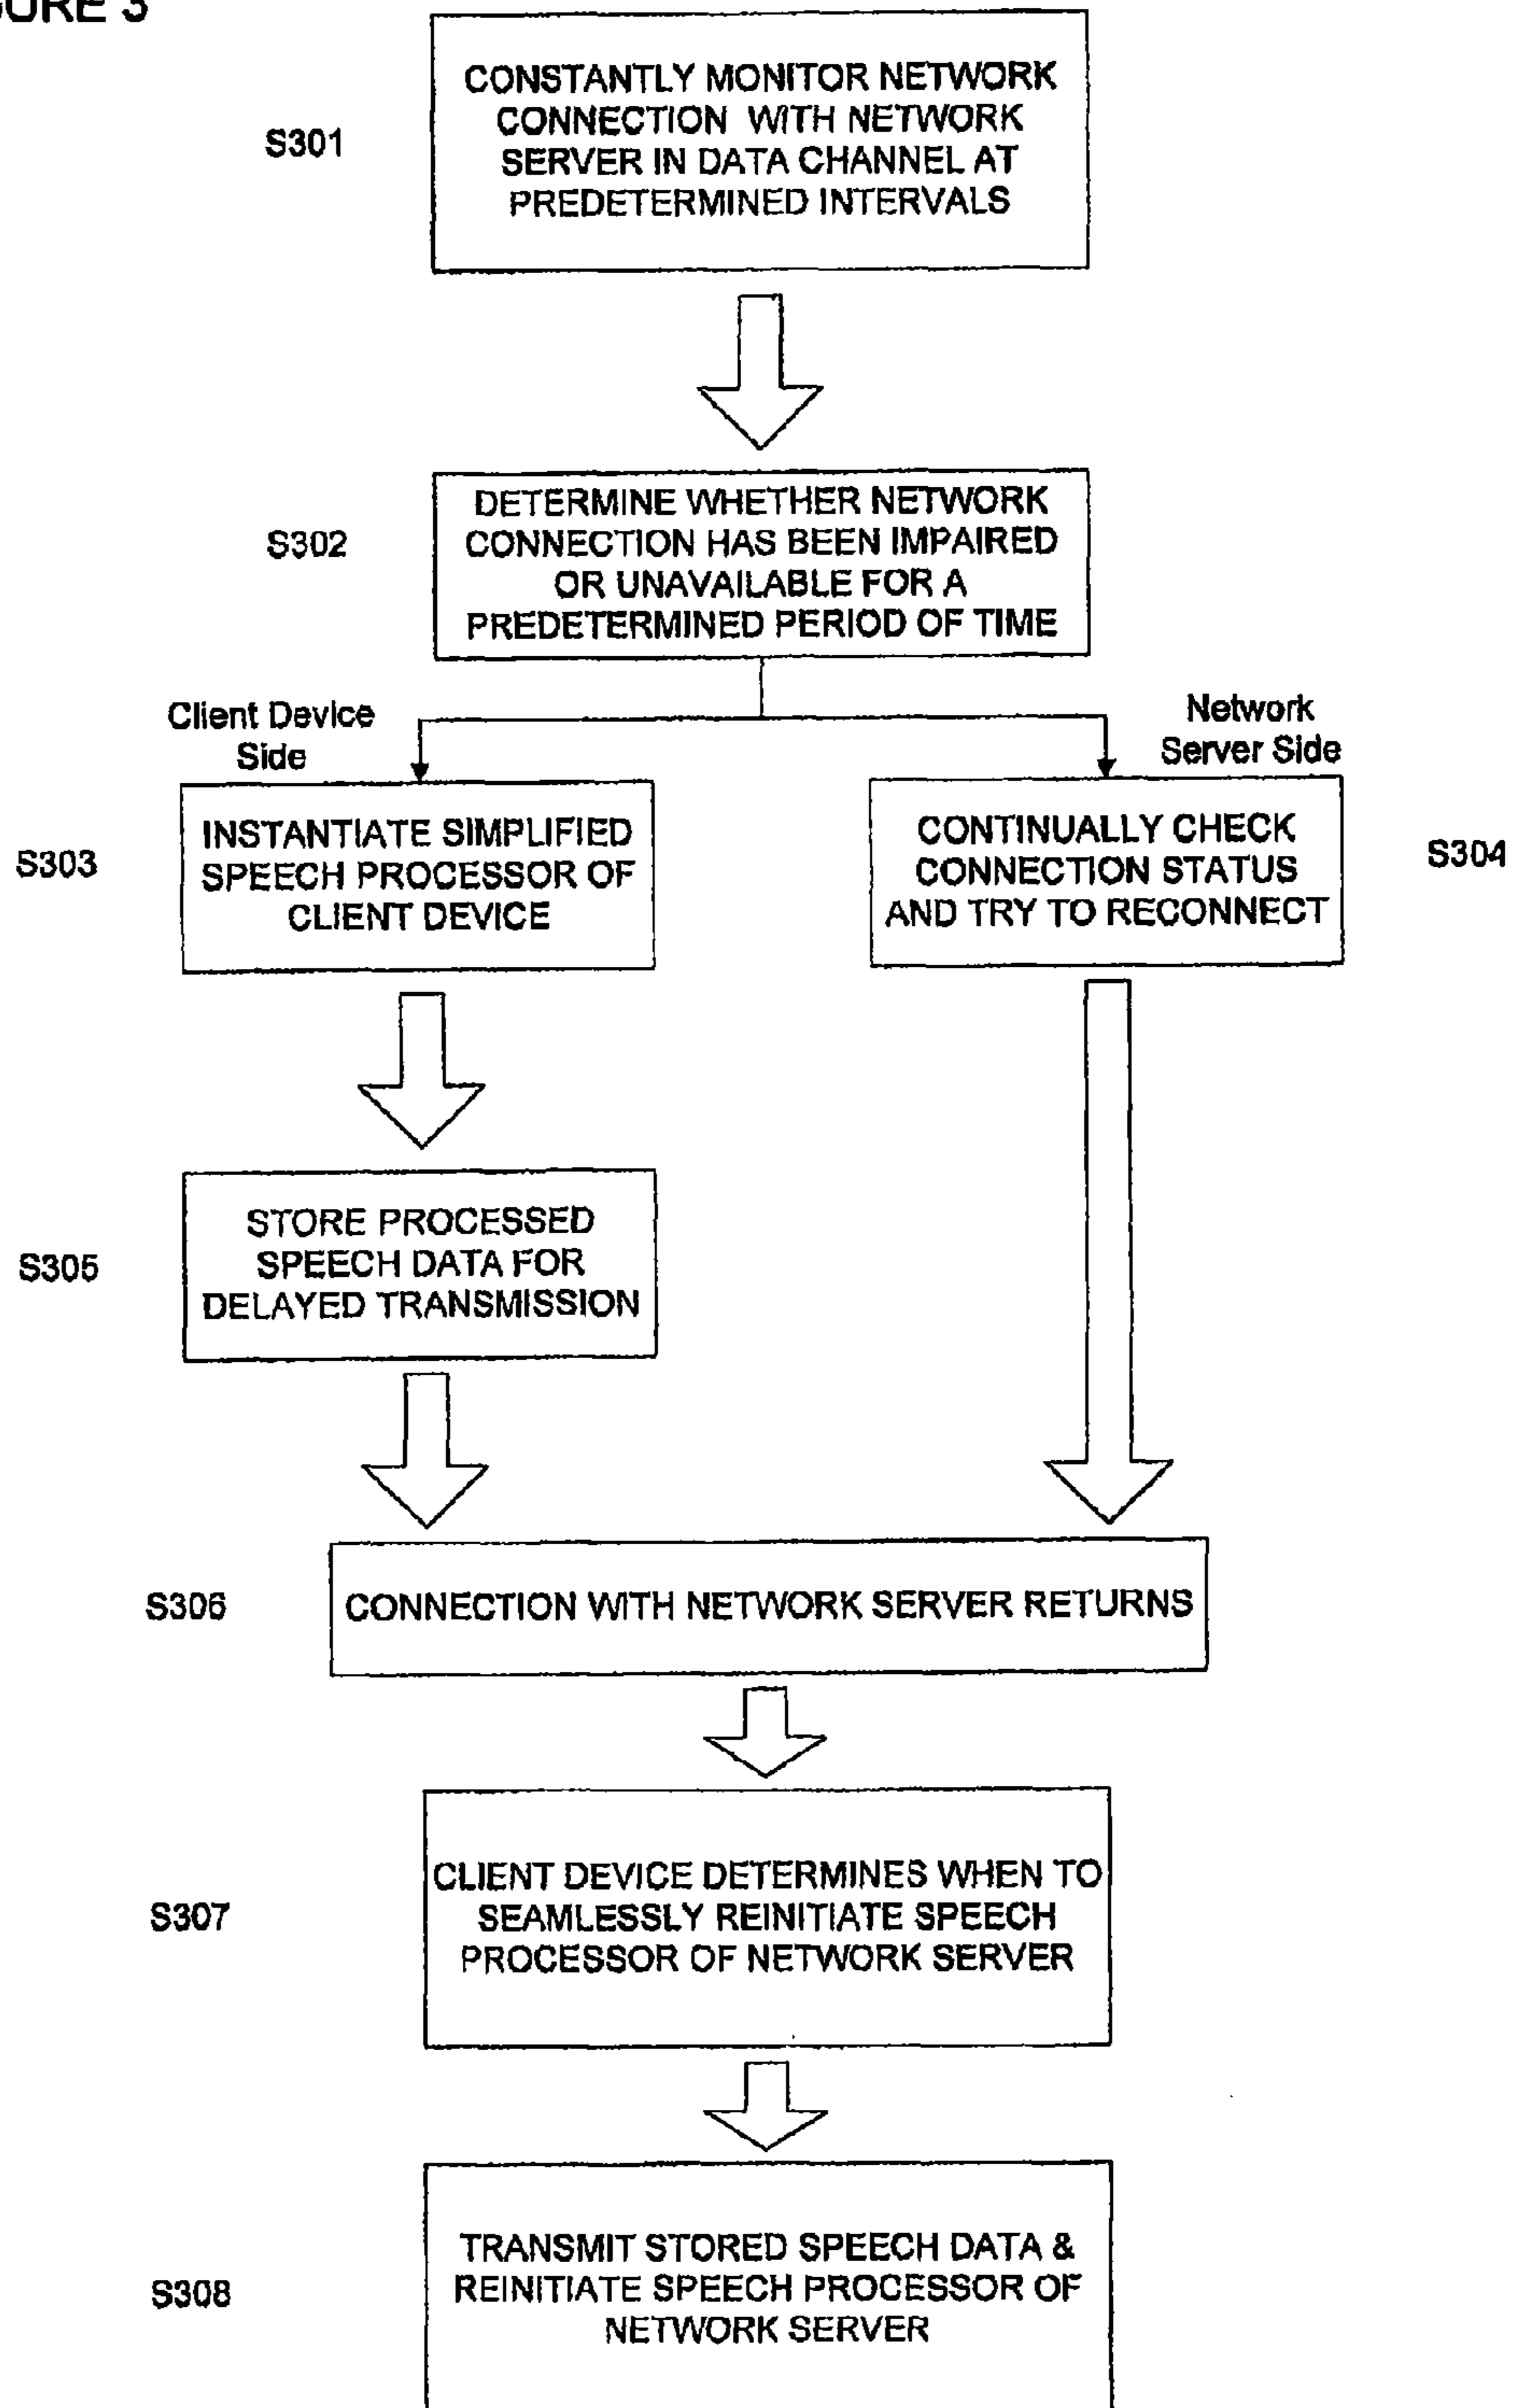 S301
CONSTANTLY MONITOR NETWORK
CONNECTION WITH NETWORK
SERVER IN DATA CHANNEL AT
PREDETERMINED INTERVALS
S302
DETERMINE WHETHER NETWORK
CONNECTION HAS BEEN IMPAIRED
OR UNAVAILABLE FOR A
PREDETERMINED PERIOD OF TIME
Client Device
Side
Network
Server Side
S303
INSTANTIATE SIMPLIFIED
SPEECH PROCESSOR OF
CLIENT DEVICE
CONTINUALLY CHECK
CONNECTION STATUS
AND TRY TO RECONNECT
S304
S305
STORE PROCESSED
SPEECH DATA FOR
DELAYED TRANSMISSION
S306
CONNECTION WITH NETWORK SERVER RETURNS
S307
CLIENT DEVICE DETERMINES WHEN TO
SEAMLESSLY REINITIATE SPEECH
PROCESSOR OF NETWORK SERVER
S308
TRANSMIT STORED SPEECH DATA &
REINITIATE SPEECH PROCESSOR OF
NETWORK SERVER